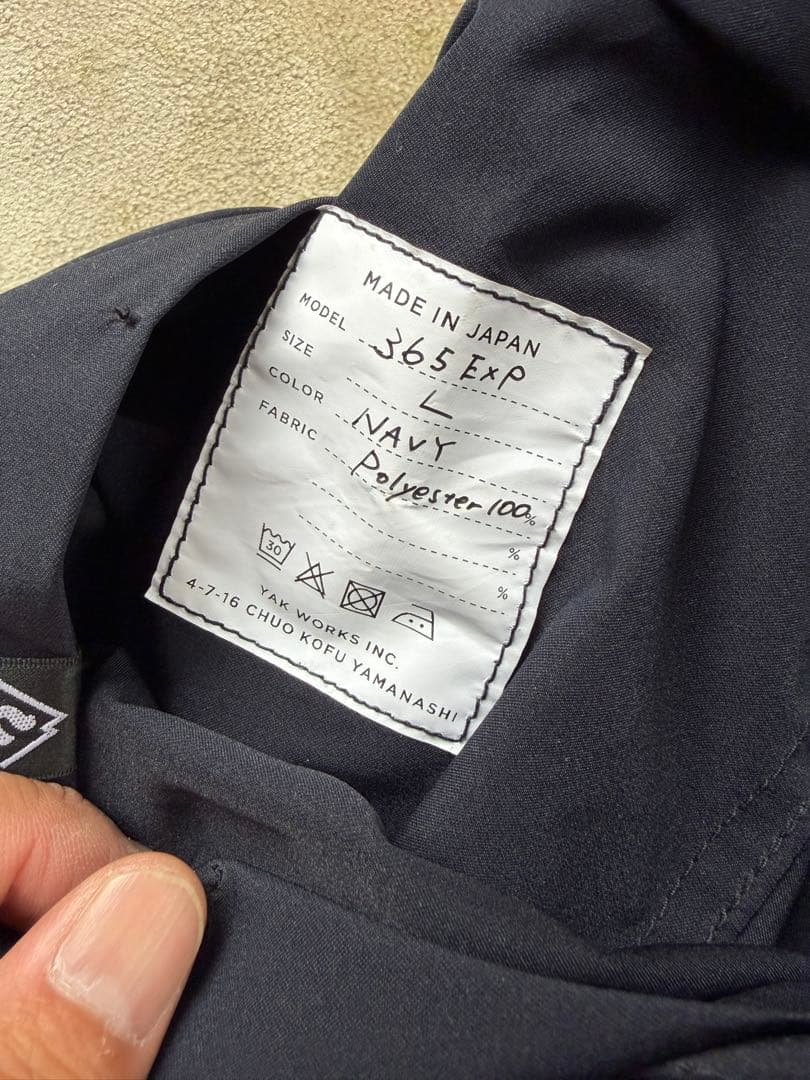 MADE IN JAPAN
MODEL 365 EXP
SIZE L
COLOR NAVY
FABRIC Polyester 100%
%
%
30
YAK WORKS INC.
4-7-16 CHUO KOFU YAMANASHI